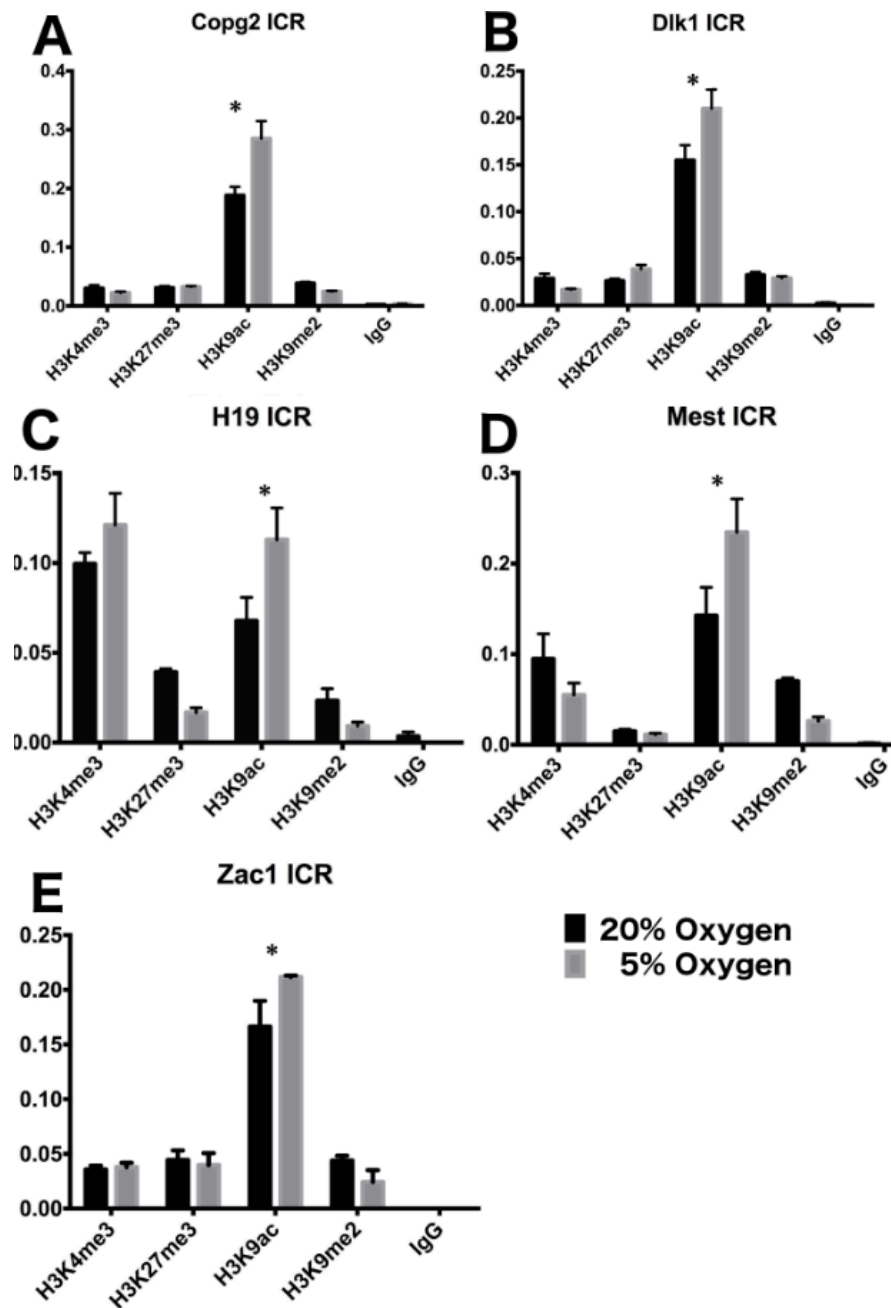 A
Copg2 ICR
0.4
0.3
0.2
0.1
0.0
*
H3K4me3
H3K27me3
H3K9ac
H3K9me2
IgG
B
Dlk1 ICR
0.25
0.20
0.15
0.10
0.05
0.00
*
H3K4me3
H3K27me3
H3K9ac
H3K9me2
IgG
C
H19 ICR
0.15
0.10
0.05
0.00
*
H3K4me3
H3K27me3
H3K9ac
H3K9me2
IgG
D
Mest ICR
0.3
0.2
0.1
0.0
*
H3K4me3
H3K27me3
H3K9ac
H3K9me2
IgG
E
Zac1 ICR
0.25
0.20
0.15
0.10
0.05
0.00
*
H3K4me3
H3K27me3
H3K9ac
H3K9me2
IgG
20% Oxygen
5% Oxygen